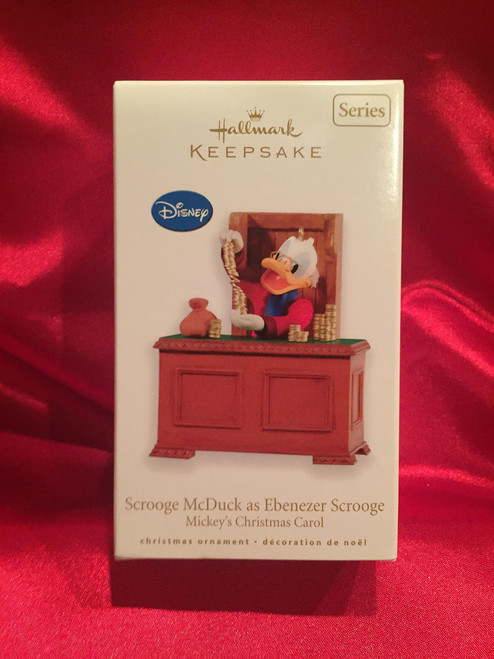 Series
Hallmark
KEEPSAKE
Disney
Scrooge McDuck as Ebenezer Scrooge
Mickey's Christmas Carol
christmas ornament • décoration de noël